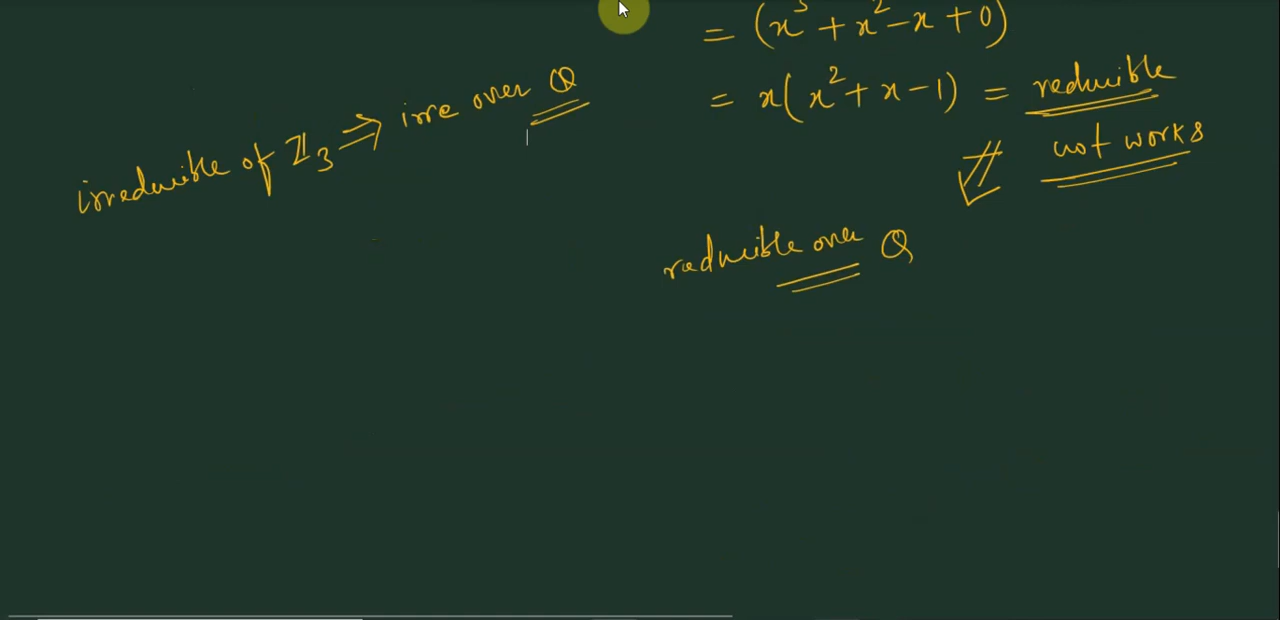 = (x³ + x² - x + 0)
= x(x² + x - 1) = reducible
not works
irreducible of ℤ₃ ⇒ irre over Q
reducible over Q